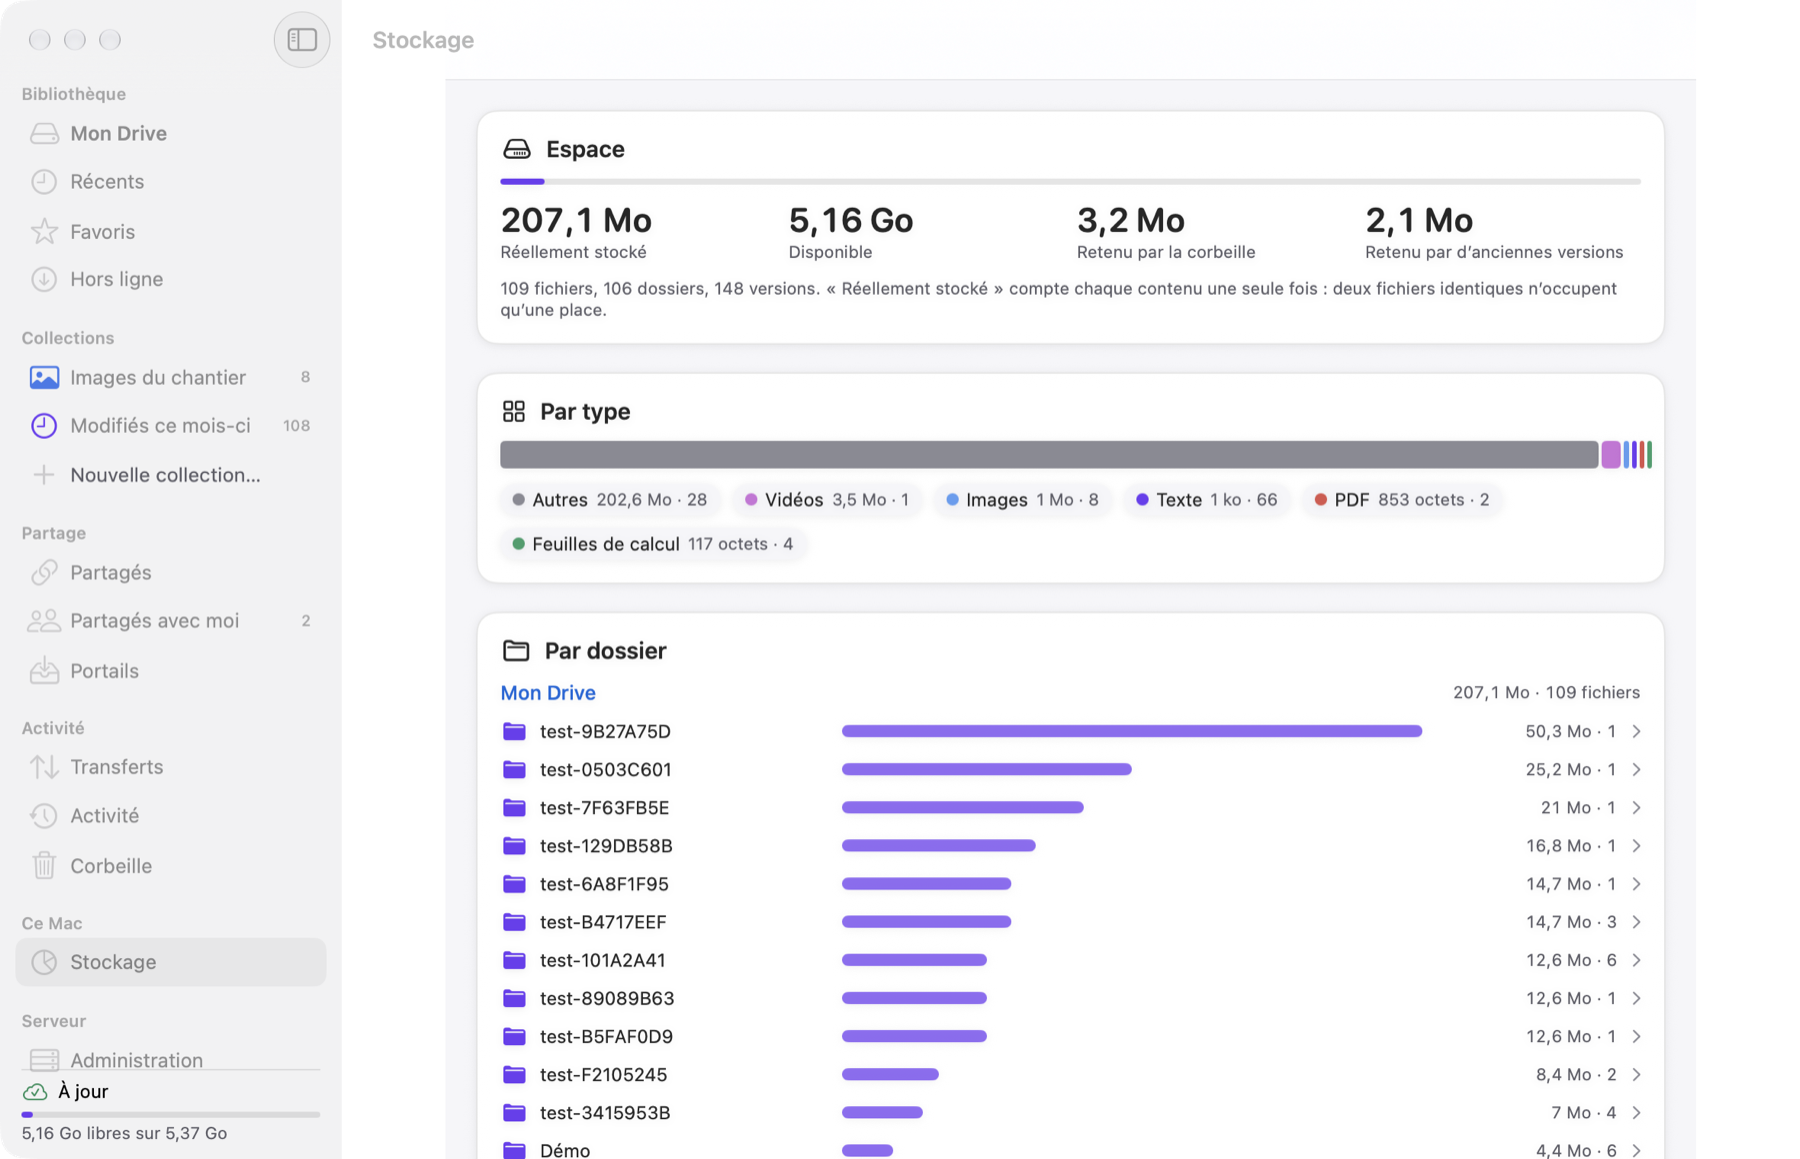 Stockage
Bibliothèque
Mon Drive
Récents
Favoris
Hors ligne
Collections
Images du chantier 8
Modifiés ce mois-ci 108
Nouvelle collection...
Partage
Partagés
Partagés avec moi 2
Portails
Activité
Transferts
Activité
Corbeille
Ce Mac
Stockage
Serveur
Administration
À jour
5,16 Go libres sur 5,37 Go
Espace
207,1 Mo 5,16 Go 3,2 Mo 2,1 Mo
Réellement stocké Disponible Retenu par la corbeille Retenu par d’anciennes versions
109 fichiers, 106 dossiers, 148 versions. « Réellement stocké » compte chaque contenu une seule fois : deux fichiers identiques n’occupent
qu’une place.
Par type
Autres 202,6 Mo · 28 Vidéos 3,5 Mo · 1 Images 1 Mo · 8 Texte 1 ko · 66 PDF 853 octets · 2
Feuilles de calcul 117 octets · 4
Par dossier
Mon Drive 207,1 Mo · 109 fichiers
test-9B27A75D 50,3 Mo · 1
test-0503C601 25,2 Mo · 1
test-7F63FB5E 21 Mo · 1
test-129DB58B 16,8 Mo · 1
test-6A8F1F95 14,7 Mo · 1
test-B4717EEF 14,7 Mo · 3
test-101A2A41 12,6 Mo · 6
test-89089B63 12,6 Mo · 1
test-B5FAF0D9 12,6 Mo · 1
test-F2105245 8,4 Mo · 2
test-3415953B 7 Mo · 4
Démo 4,4 Mo · 6